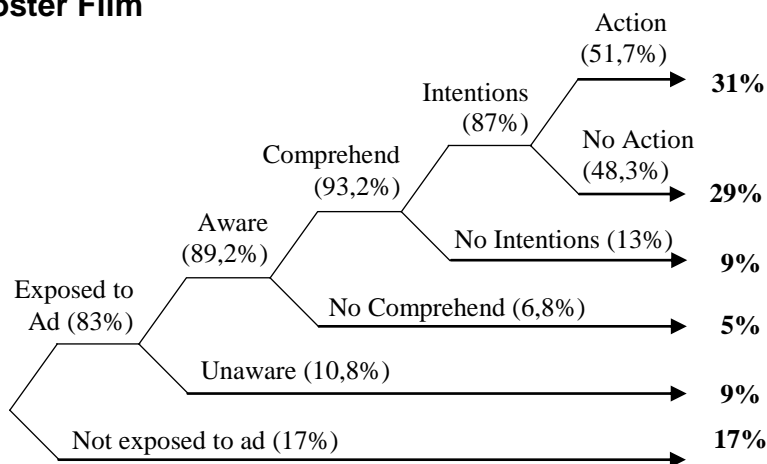 Film
Action
(51,7%)
31%
Intentions
(87%)
No Action
(48,3%)
29%
Comprehend
(93,2%)
No Intentions (13%)
9%
Aware
(89,2%)
No Comprehend (6,8%)
5%
Exposed to
Ad (83%)
Unaware (10,8%)
9%
Not exposed to ad (17%)
17%